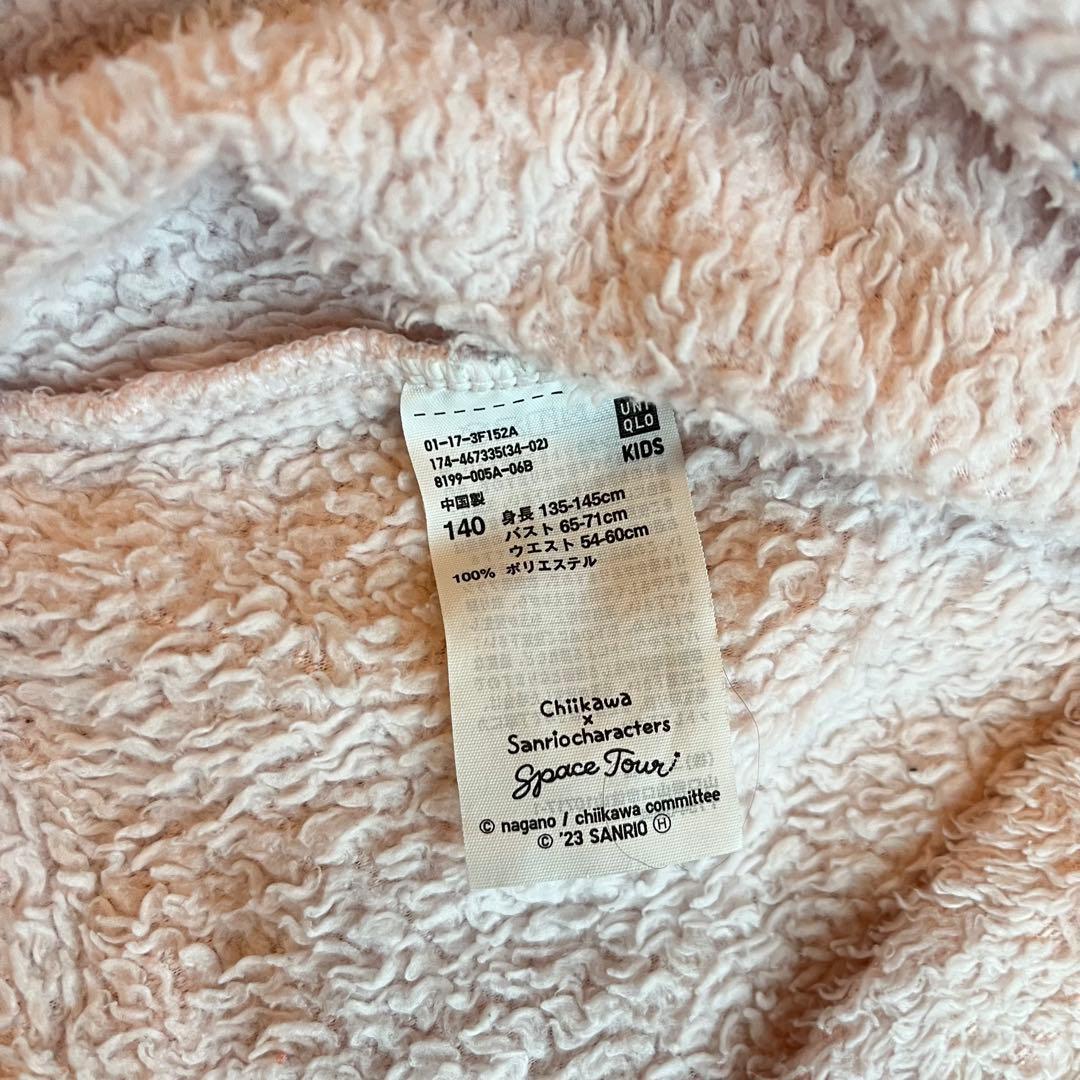 UNI
QLO
KIDS
01-17-3F152A
174-467335(34-02)
8199-005A-06B
中国製
140 身長 135-145cm
バスト 65-71cm
ウエスト 54-60cm
100% ポリエステル
Chiikawa
×
Sanriocharacters
Space Tour!
© nagano / chiikawa committee
© '23 SANRIO Ⓗ